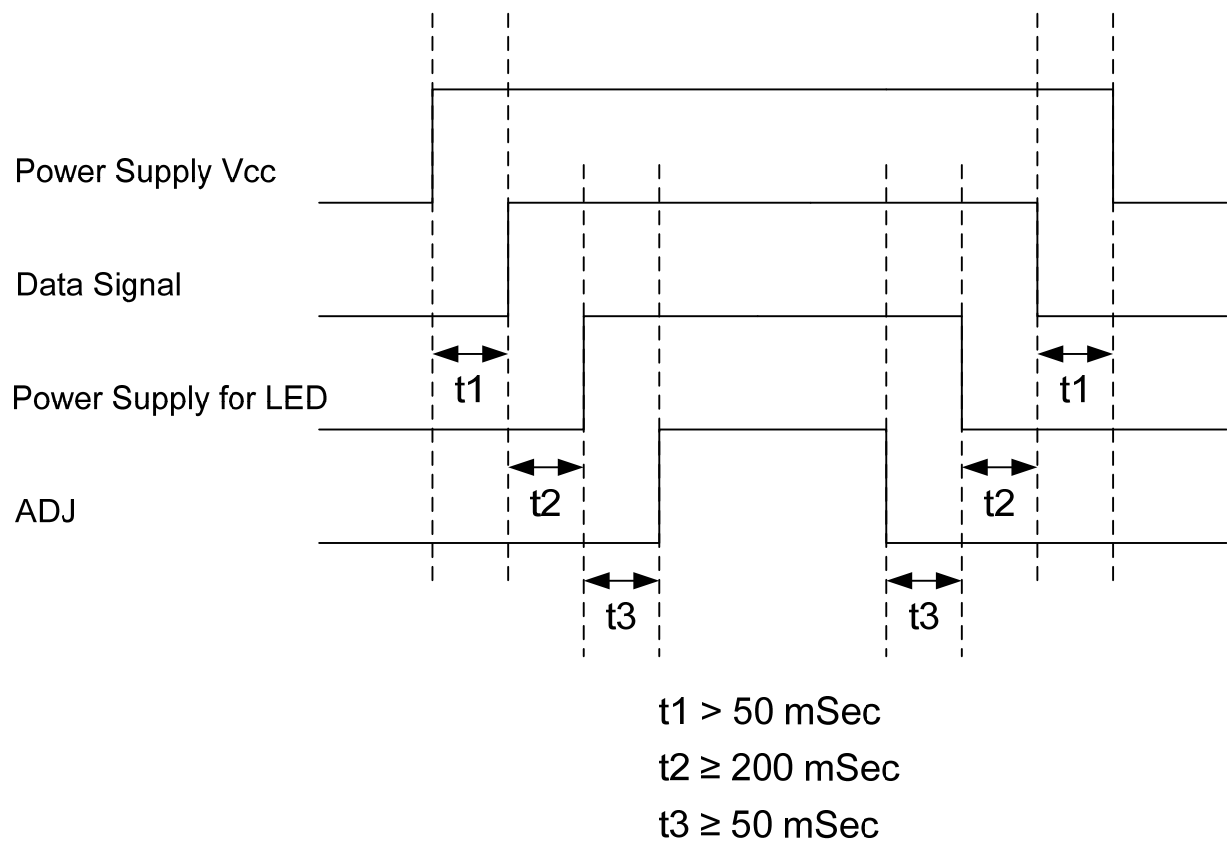 Power Supply Vcc
Data Signal
t1
t1
Power Supply for LED
t2
t2
ADJ
t3
t3
t1 > 50 mSec
t2 ≥ 200 mSec
t3 ≥ 50 mSec